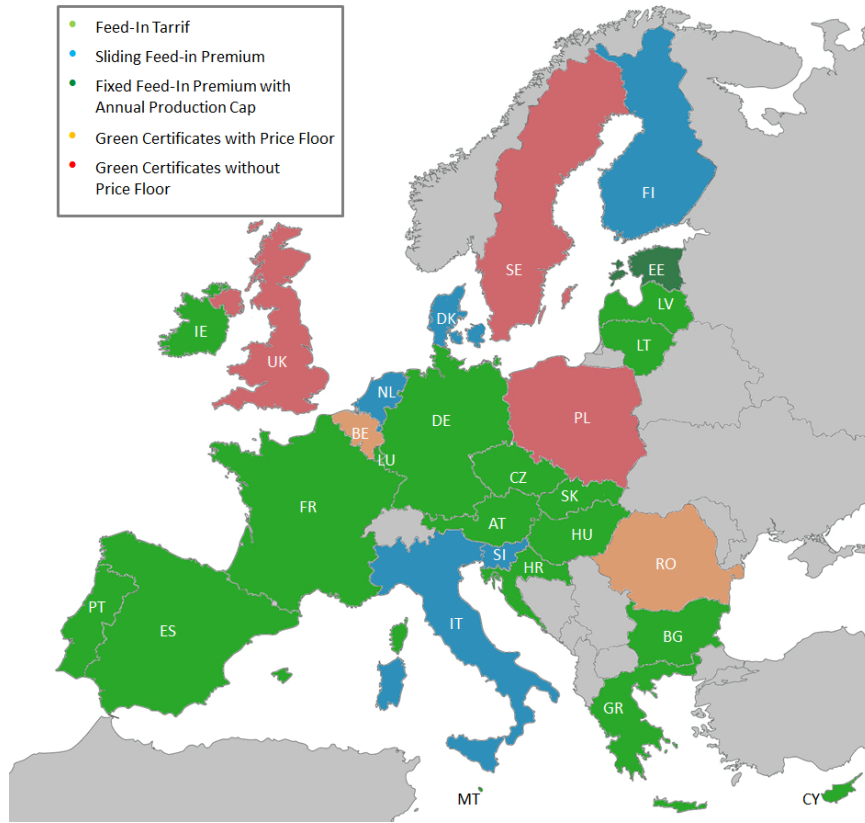 Feed-In Tarrif
Sliding Feed-in Premium
Fixed Feed-In Premium with
Annual Production Cap
Green Certificates with Price Floor
Green Certificates without
Price Floor
FI
SE
EE
LV
LT
DK
IE
UK
NL
BE
LU
DE
PL
CZ
SK
FR
AT
HU
SI
HR
RO
PT
ES
IT
BG
GR
MT
CY